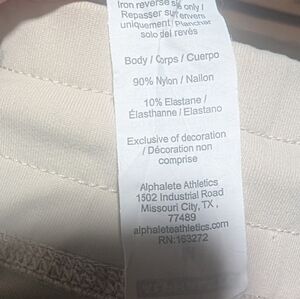 Iron reverse side only /
Repasser sur l'envers
uniquement / Planchar
solo del revés
Body / Corps / Cuerpo
90% Nylon / Nailon
10% Elastane /
Élasthanne / Elastano
Exclusive of decoration
/ Décoration non
comprise
Alphalete Athletics
1502 Industrial Road
Missouri City, TX ,
77489
alphaleteathletics.com
RN:163272